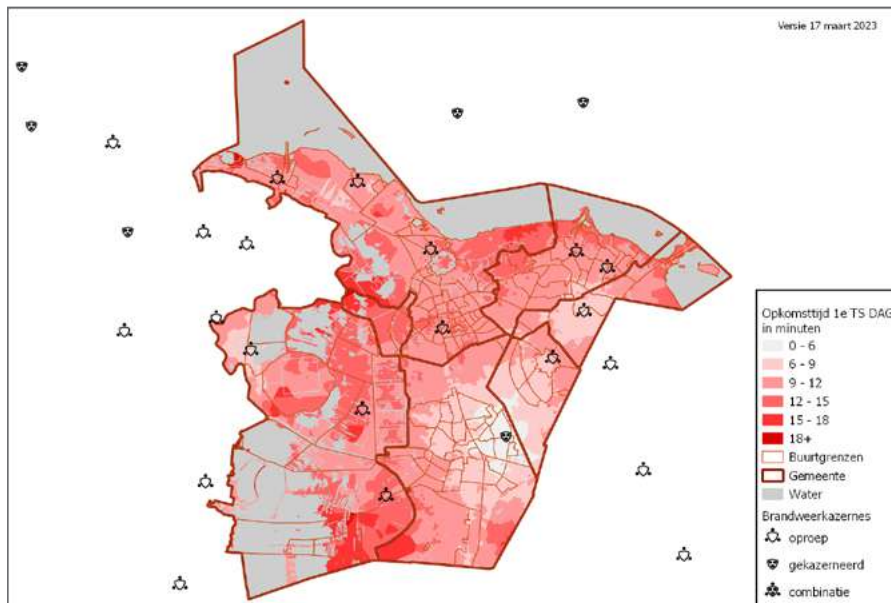 Versie 17 maart 2023
Opkomsttijd 1e TS DAG
in minuten
0 - 6
6 - 9
9 - 12
12 - 15
15 - 18
18+
Buurtgrenzen
Gemeente
Water
Brandweerkazernes
oproep
gekazerneerd
combinatie